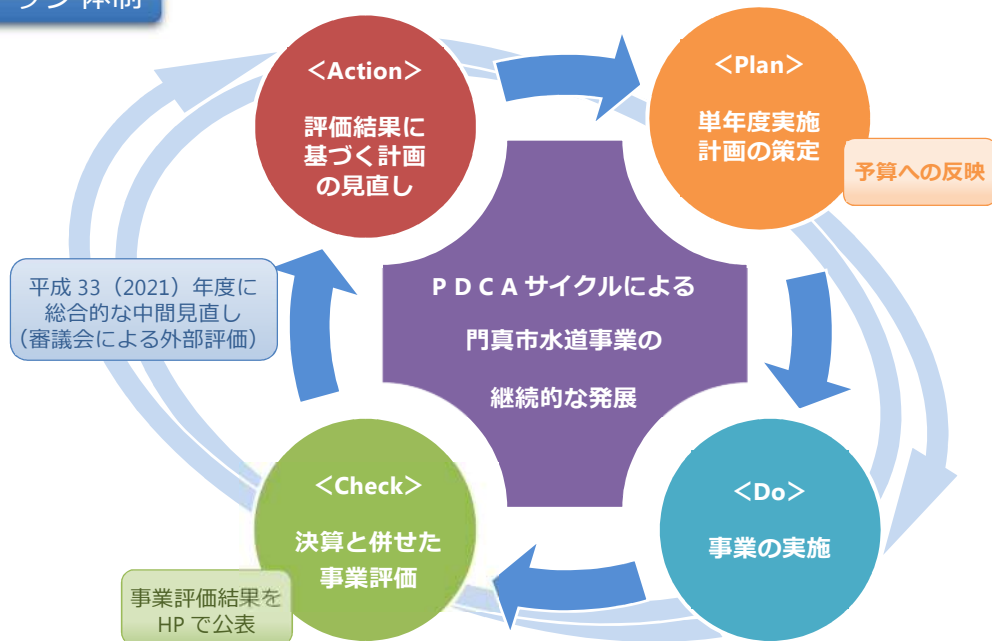 <Action>
評価結果に
基づく計画
の見直し
<Plan>
単年度実施
計画の策定
予算への反映
平成 33（2021）年度に
総合的な中間見直し
（審議会による外部評価）
ＰＤＣＡサイクルによる
門真市水道事業の
継続的な発展
<Check>
決算と併せた
事業評価
<Do>
事業の実施
事業評価結果を
HP で公表